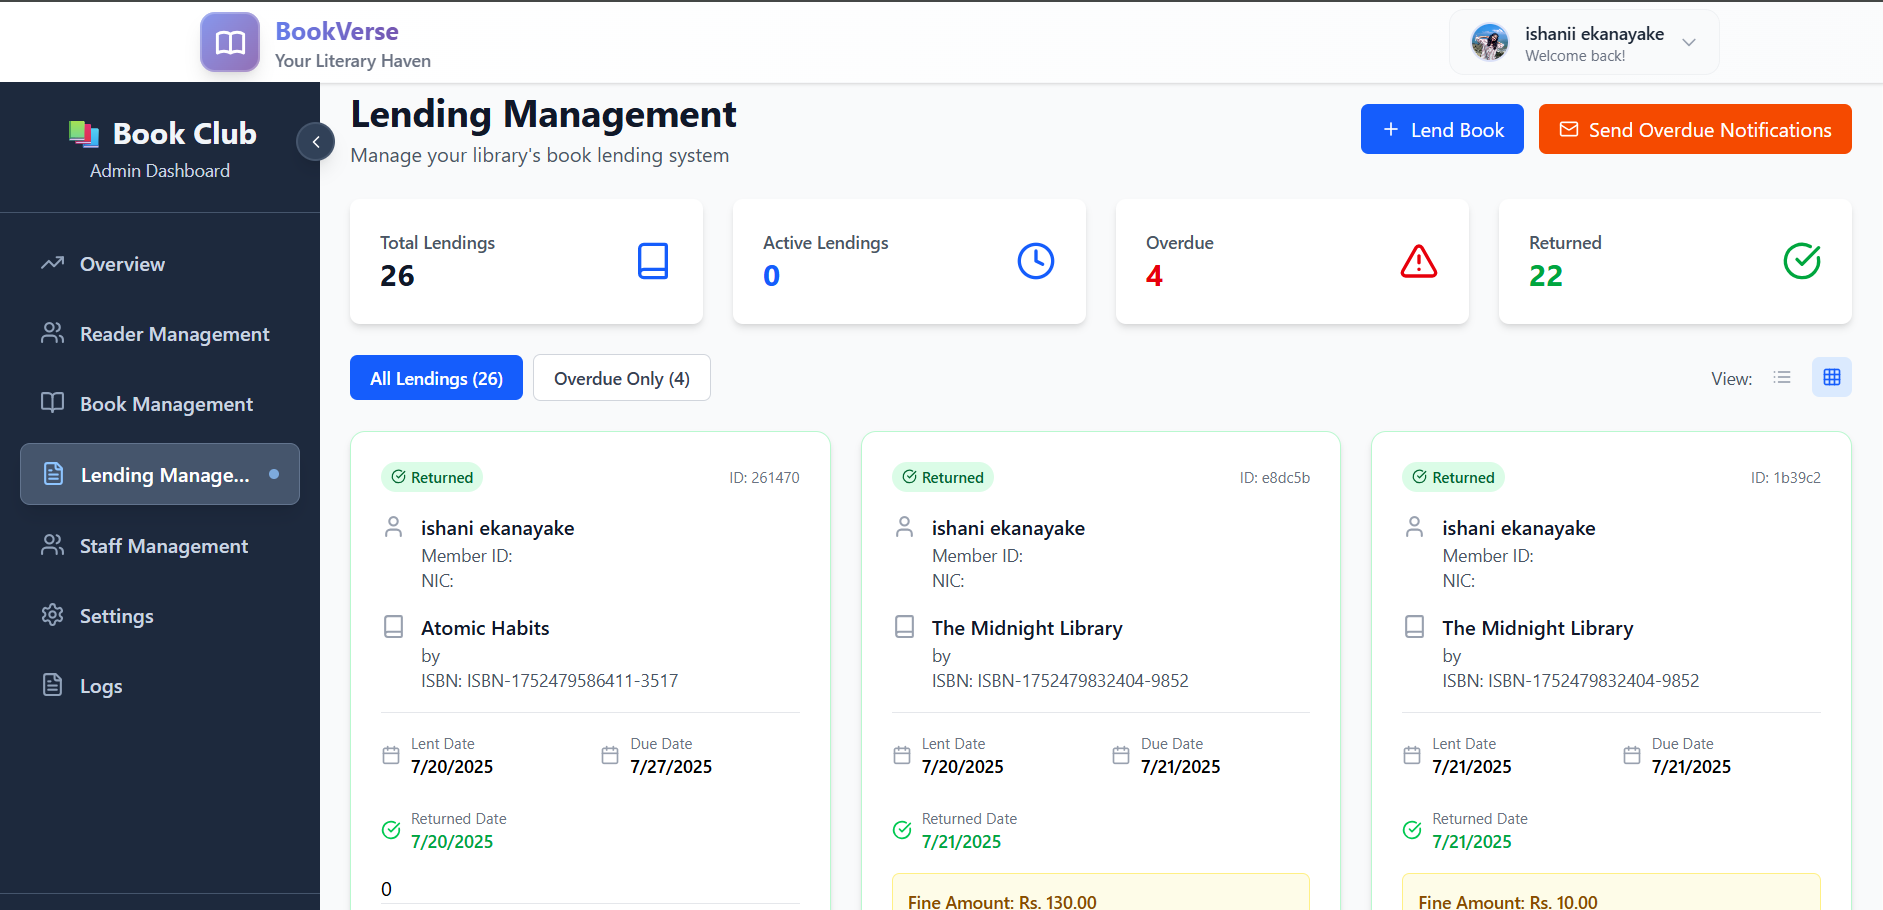 BookVerse
Your Literary Haven
ishanii ekanayake
Welcome back!
Book Club
Admin Dashboard
Overview
Reader Management
Book Management
Lending Manage...
Staff Management
Settings
Logs
Lending Management
Manage your library's book lending system
Lend Book
Send Overdue Notifications
Total Lendings
26
Active Lendings
0
Overdue
4
Returned
22
All Lendings (26)
Overdue Only (4)
View:
Returned
ID: 261470
ishani ekanayake
Member ID:
NIC:
Atomic Habits
by
ISBN: ISBN-1752479586411-3517
Lent Date
7/20/2025
Due Date
7/27/2025
Returned Date
7/20/2025
0
Returned
ID: e8dc5b
ishani ekanayake
Member ID:
NIC:
The Midnight Library
by
ISBN: ISBN-1752479832404-9852
Lent Date
7/20/2025
Due Date
7/21/2025
Returned Date
7/21/2025
Fine Amount: Rs. 130.00
Returned
ID: 1b39c2
ishani ekanayake
Member ID:
NIC:
The Midnight Library
by
ISBN: ISBN-1752479832404-9852
Lent Date
7/21/2025
Due Date
7/21/2025
Returned Date
7/21/2025
Fine Amount: Rs. 10.00